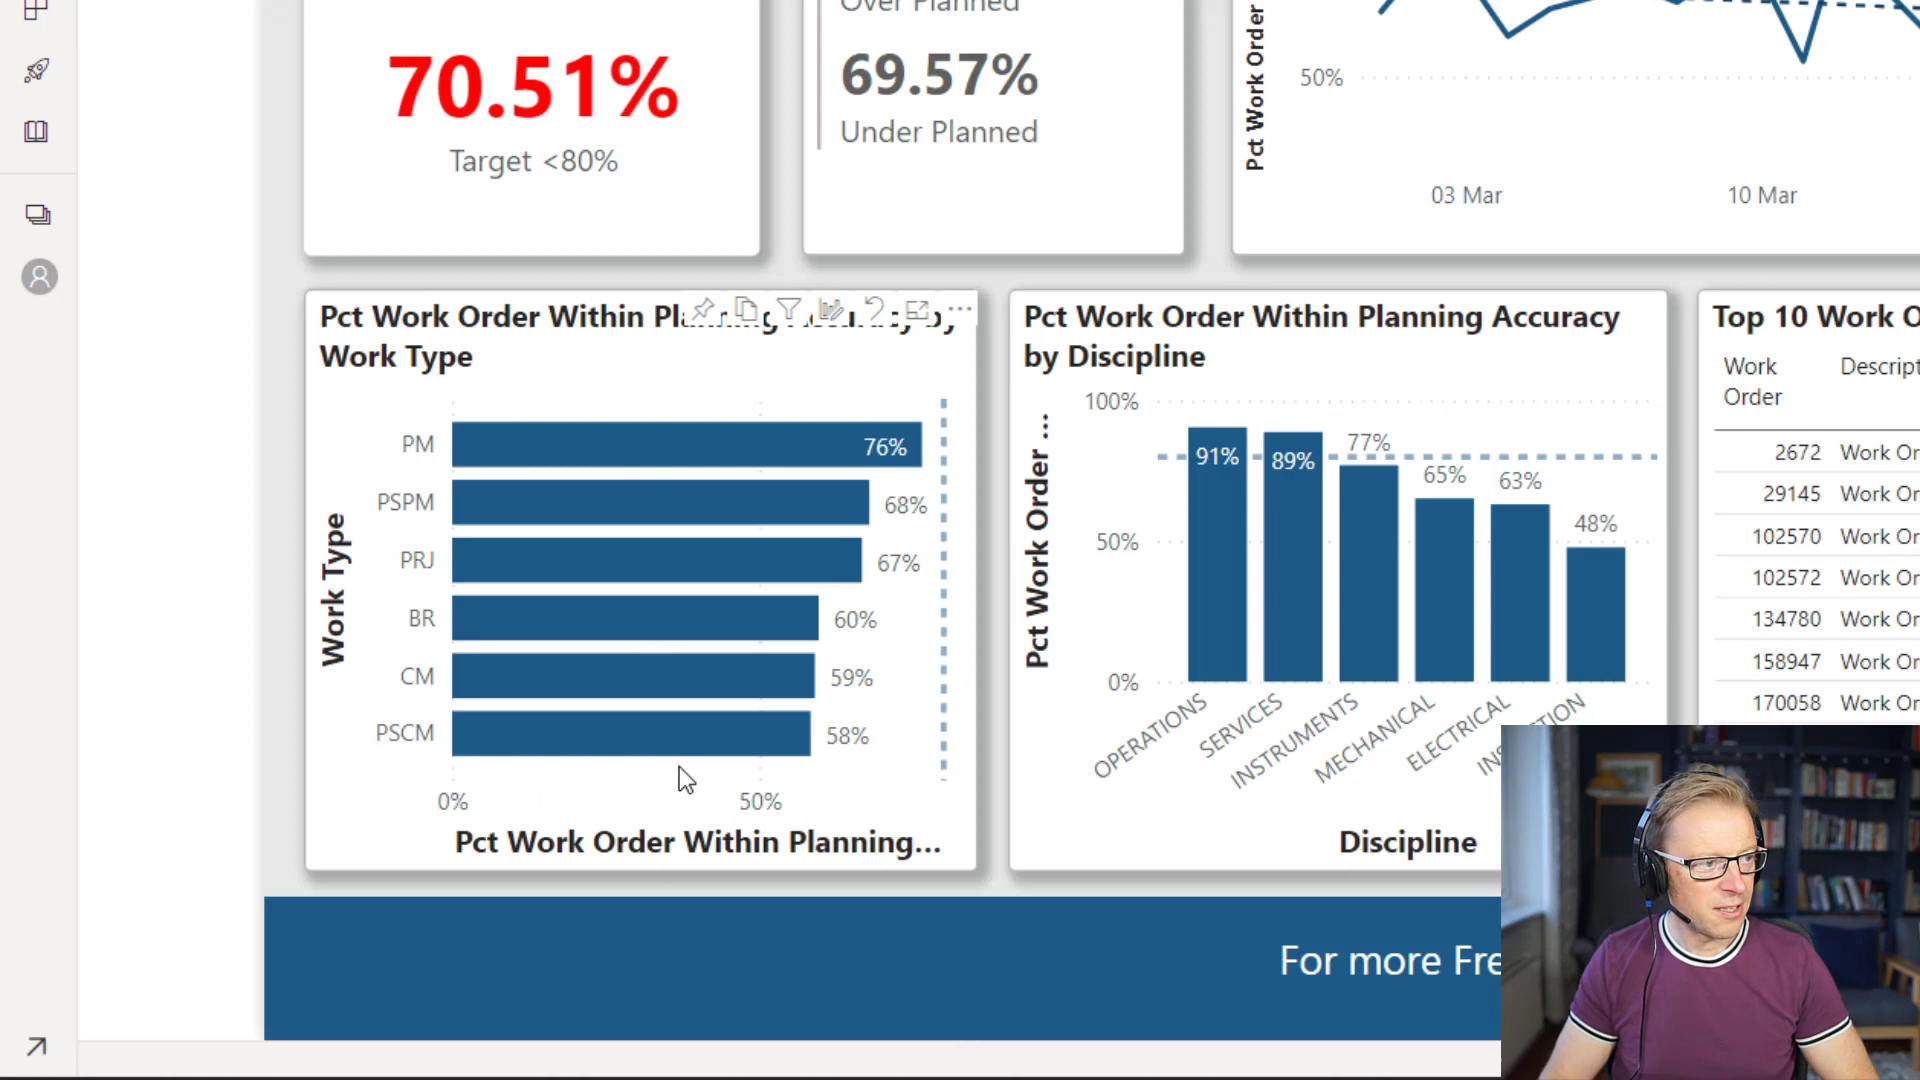 Over Planned
70.51%
Target <80%
69.57%
Under Planned
Pct Work Order
50%
03 Mar
10 Mar
Pct Work Order Within Planning Accuracy by
Work Type
Work Type
PM
76%
PSPM
68%
PRJ
67%
BR
60%
CM
59%
PSCM
58%
0%
50%
Pct Work Order Within Planning...
Pct Work Order Within Planning Accuracy
by Discipline
Pct Work Order ...
100%
50%
0%
91%
89%
77%
65%
63%
48%
OPERATIONS
SERVICES
INSTRUMENTS
MECHANICAL
ELECTRICAL
Discipline
Top 10 Work O
Work
Order
Descript
2672 Work Or
29145 Work Or
102570 Work Or
102572 Work Or
134780 Work Or
158947 Work Or
170058 Work Or
For more Fre